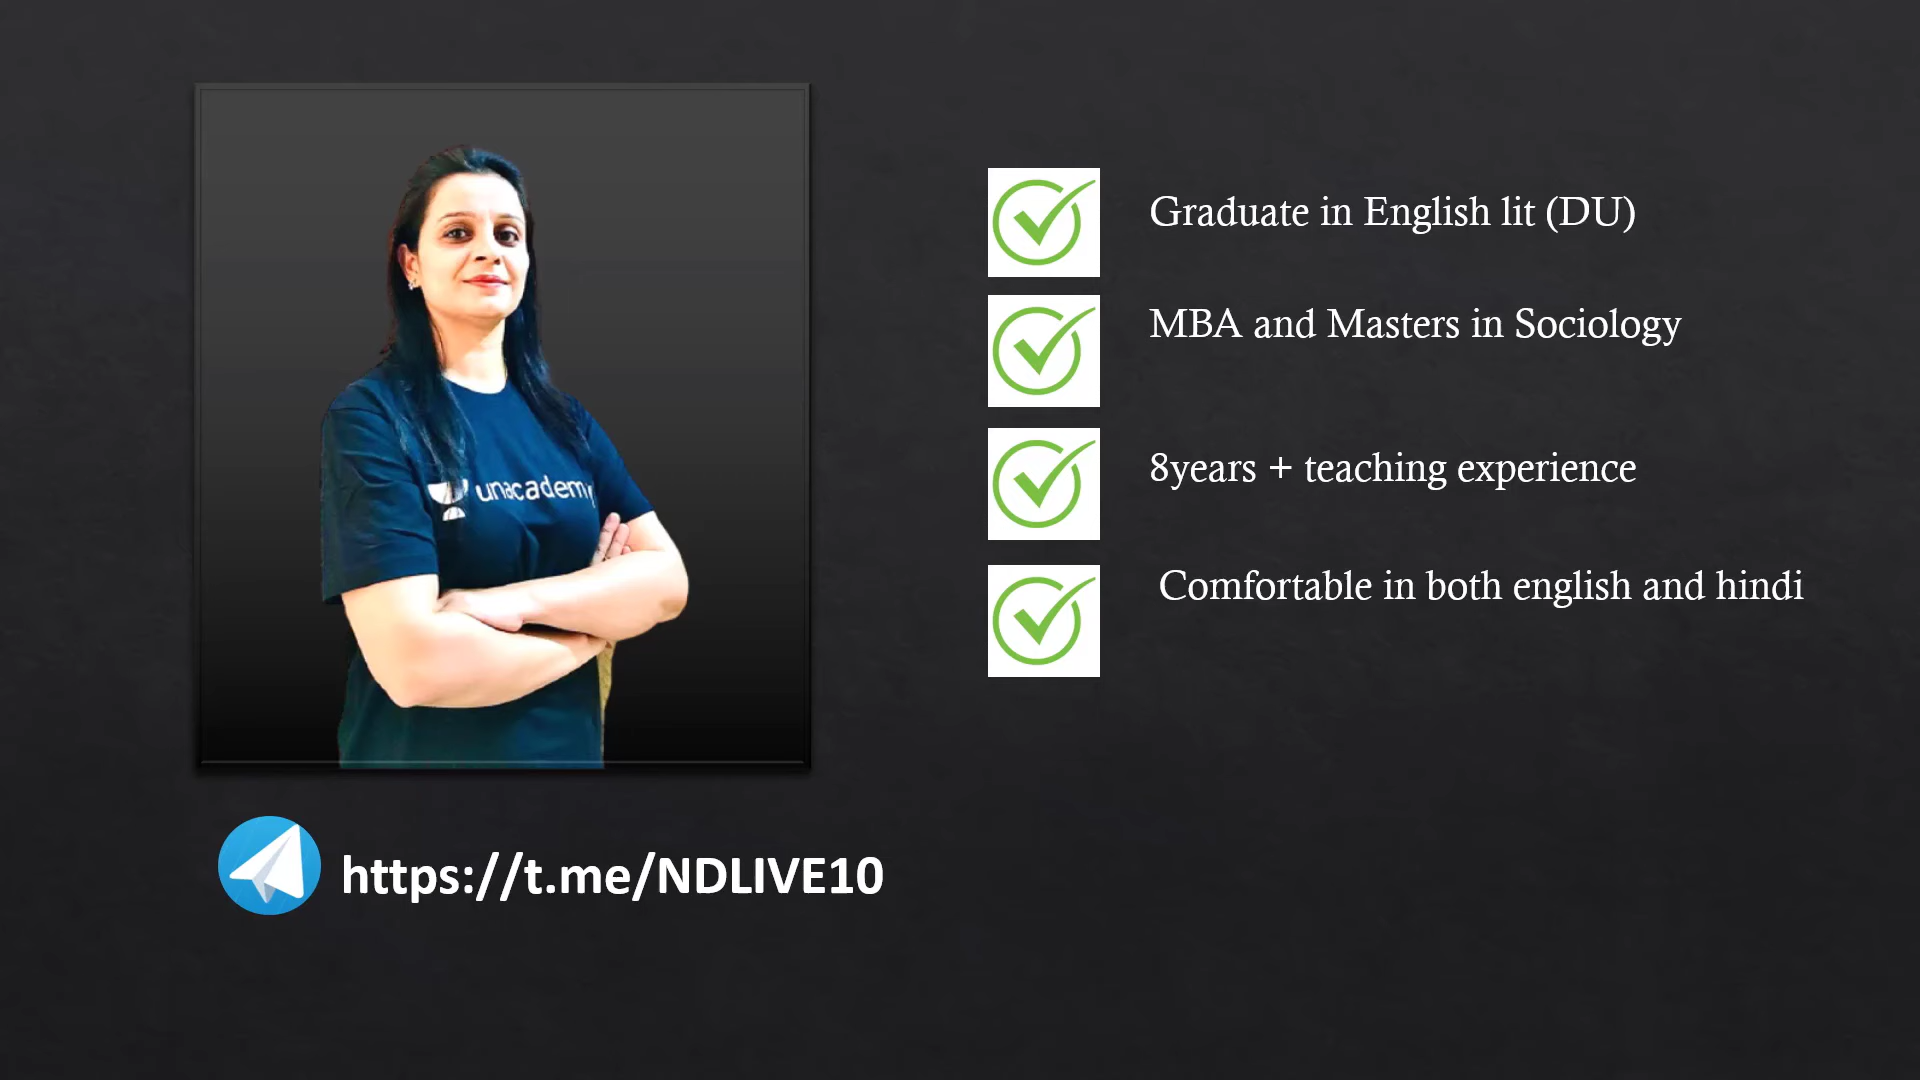 Graduate in English lit (DU)
MBA and Masters in Sociology
8years + teaching experience
Comfortable in both english and hindi
unacademy
https://t.me/NDLIVE10